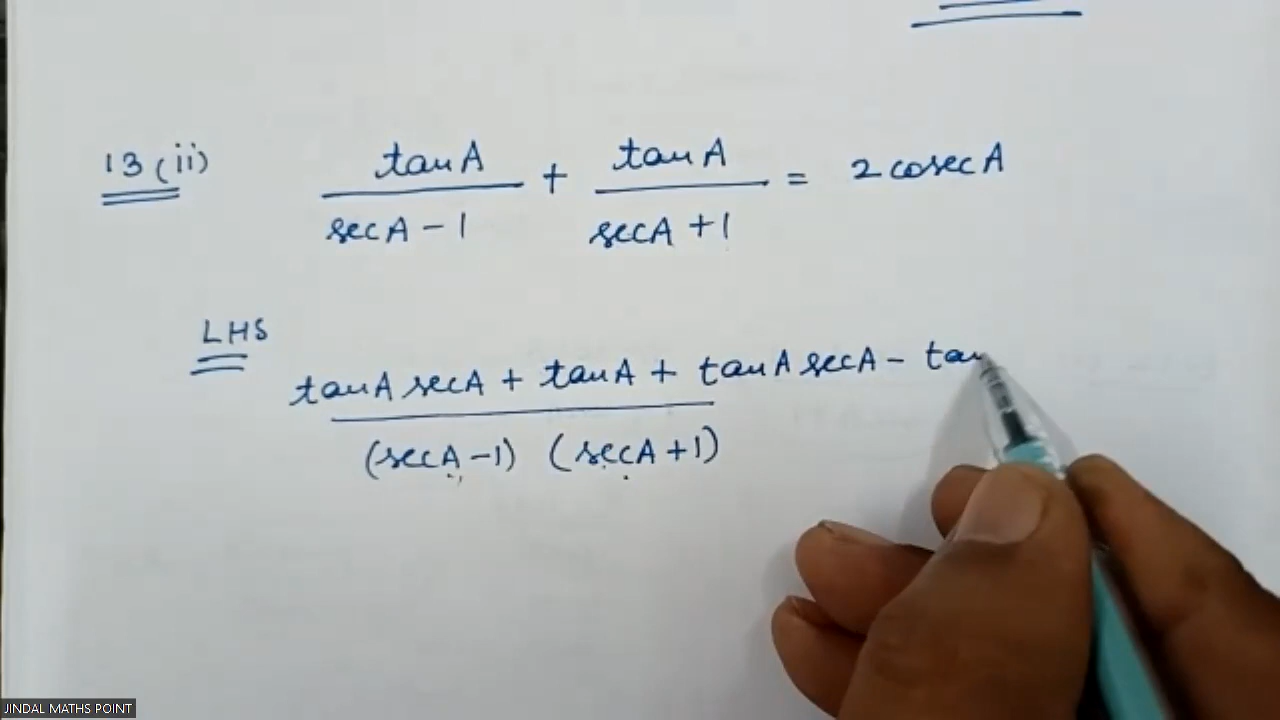 13(ii) tanA / secA - 1 + tanA / secA + 1 = 2 cosecA
LHS
tanA secA + tanA + tanA secA - tan
(secA - 1) (secA + 1)
JINDAL MATHS POINT